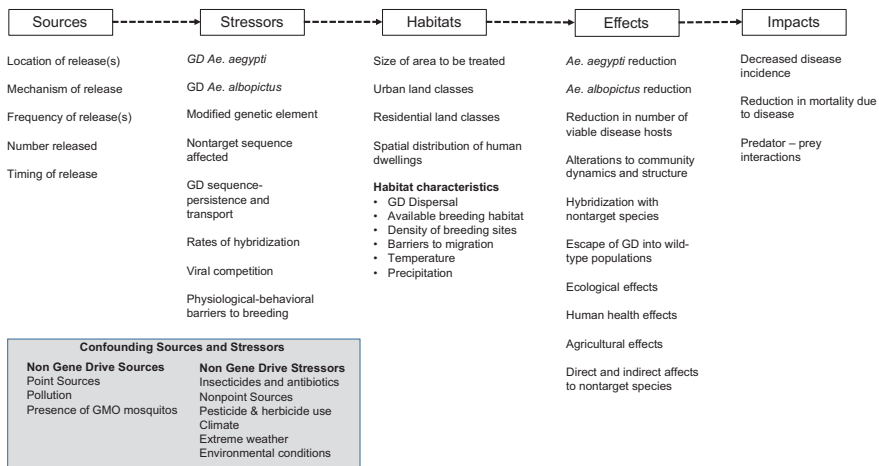 Sources
Stressors
Habitats
Effects
Impacts
Location of release(s)
Mechanism of release
Frequency of release(s)
Number released
Timing of release
GD Ae. aegypti
GD Ae. albopictus
Modified genetic element
Nontarget sequence
affected
GD sequence-
persistence and
transport
Rates of hybridization
Viral competition
Physiological-behavioral
barriers to breeding
Size of area to be treated
Urban land classes
Residential land classes
Spatial distribution of human
dwellings
Habitat characteristics
• GD Dispersal
• Available breeding habitat
• Density of breeding sites
• Barriers to migration
• Temperature
• Precipitation
Ae. aegypti reduction
Ae. albopictus reduction
Reduction in number of
viable disease hosts
Alterations to community
dynamics and structure
Hybridization with
nontarget species
Escape of GD into wild-
type populations
Ecological effects
Human health effects
Agricultural effects
Direct and indirect affects
to nontarget species
Decreased disease
incidence
Reduction in mortality due
to disease
Predator – prey
interactions
Confounding Sources and Stressors
Non Gene Drive Sources
Point Sources
Pollution
Presence of GMO mosquitos
Non Gene Drive Stressors
Insecticides and antibiotics
Nonpoint Sources
Pesticide & herbicide use
Climate
Extreme weather
Environmental conditions